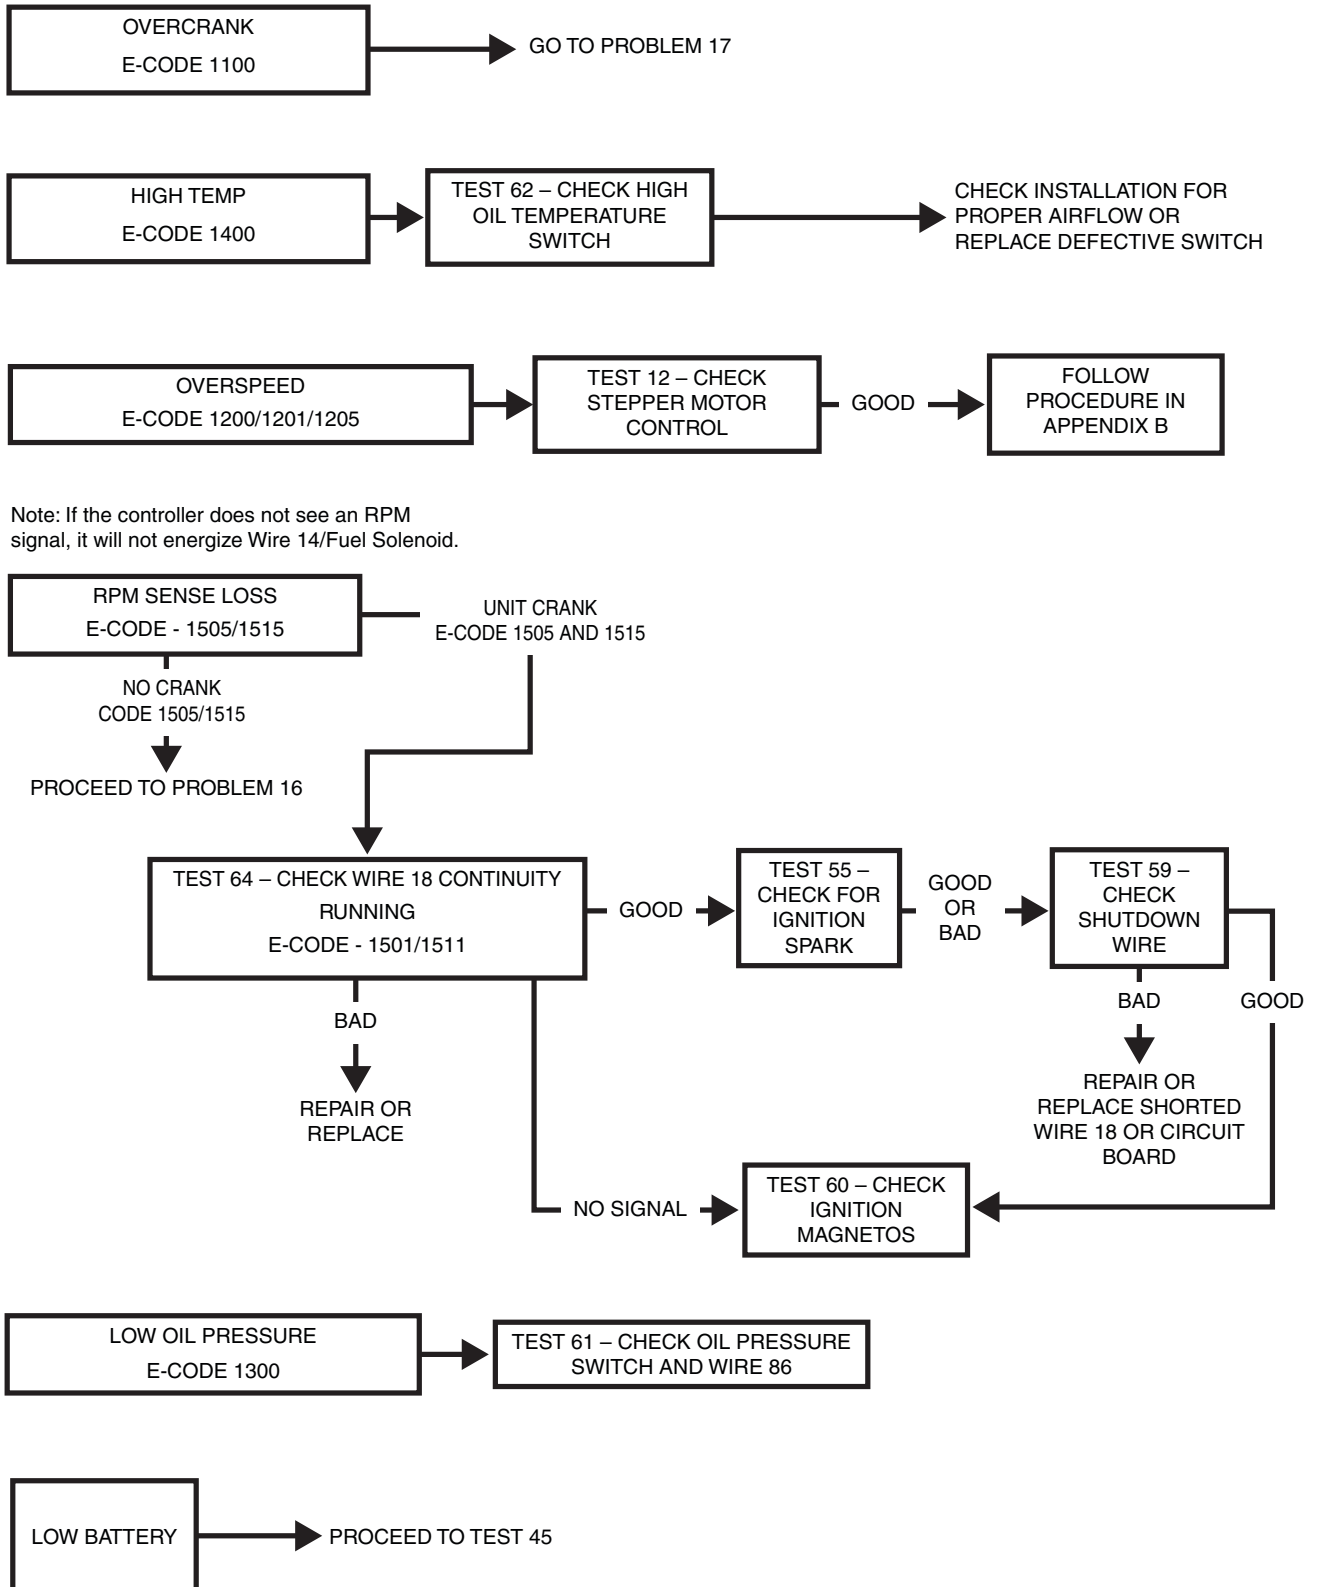 OVERCRANK
E-CODE 1100
GO TO PROBLEM 17
HIGH TEMP
E-CODE 1400
TEST 62 – CHECK HIGH
OIL TEMPERATURE
SWITCH
CHECK INSTALLATION FOR
PROPER AIRFLOW OR
REPLACE DEFECTIVE SWITCH
OVERSPEED
E-CODE 1200/1201/1205
TEST 12 – CHECK
STEPPER MOTOR
CONTROL
GOOD
FOLLOW
PROCEDURE IN
APPENDIX B
Note: If the controller does not see an RPM
signal, it will not energize Wire 14/Fuel Solenoid.
RPM SENSE LOSS
E-CODE - 1505/1515
UNIT CRANK
E-CODE 1505 AND 1515
NO CRANK
CODE 1505/1515
PROCEED TO PROBLEM 16
TEST 64 – CHECK WIRE 18 CONTINUITY
RUNNING
E-CODE - 1501/1511
GOOD
TEST 55 –
CHECK FOR
IGNITION
SPARK
GOOD
OR
BAD
TEST 59 –
CHECK
SHUTDOWN
WIRE
BAD
GOOD
BAD
REPAIR OR
REPLACE
REPAIR OR
REPLACE SHORTED
WIRE 18 OR CIRCUIT
BOARD
NO SIGNAL
TEST 60 – CHECK
IGNITION
MAGNETOS
LOW OIL PRESSURE
E-CODE 1300
TEST 61 – CHECK OIL PRESSURE
SWITCH AND WIRE 86
LOW BATTERY
PROCEED TO TEST 45